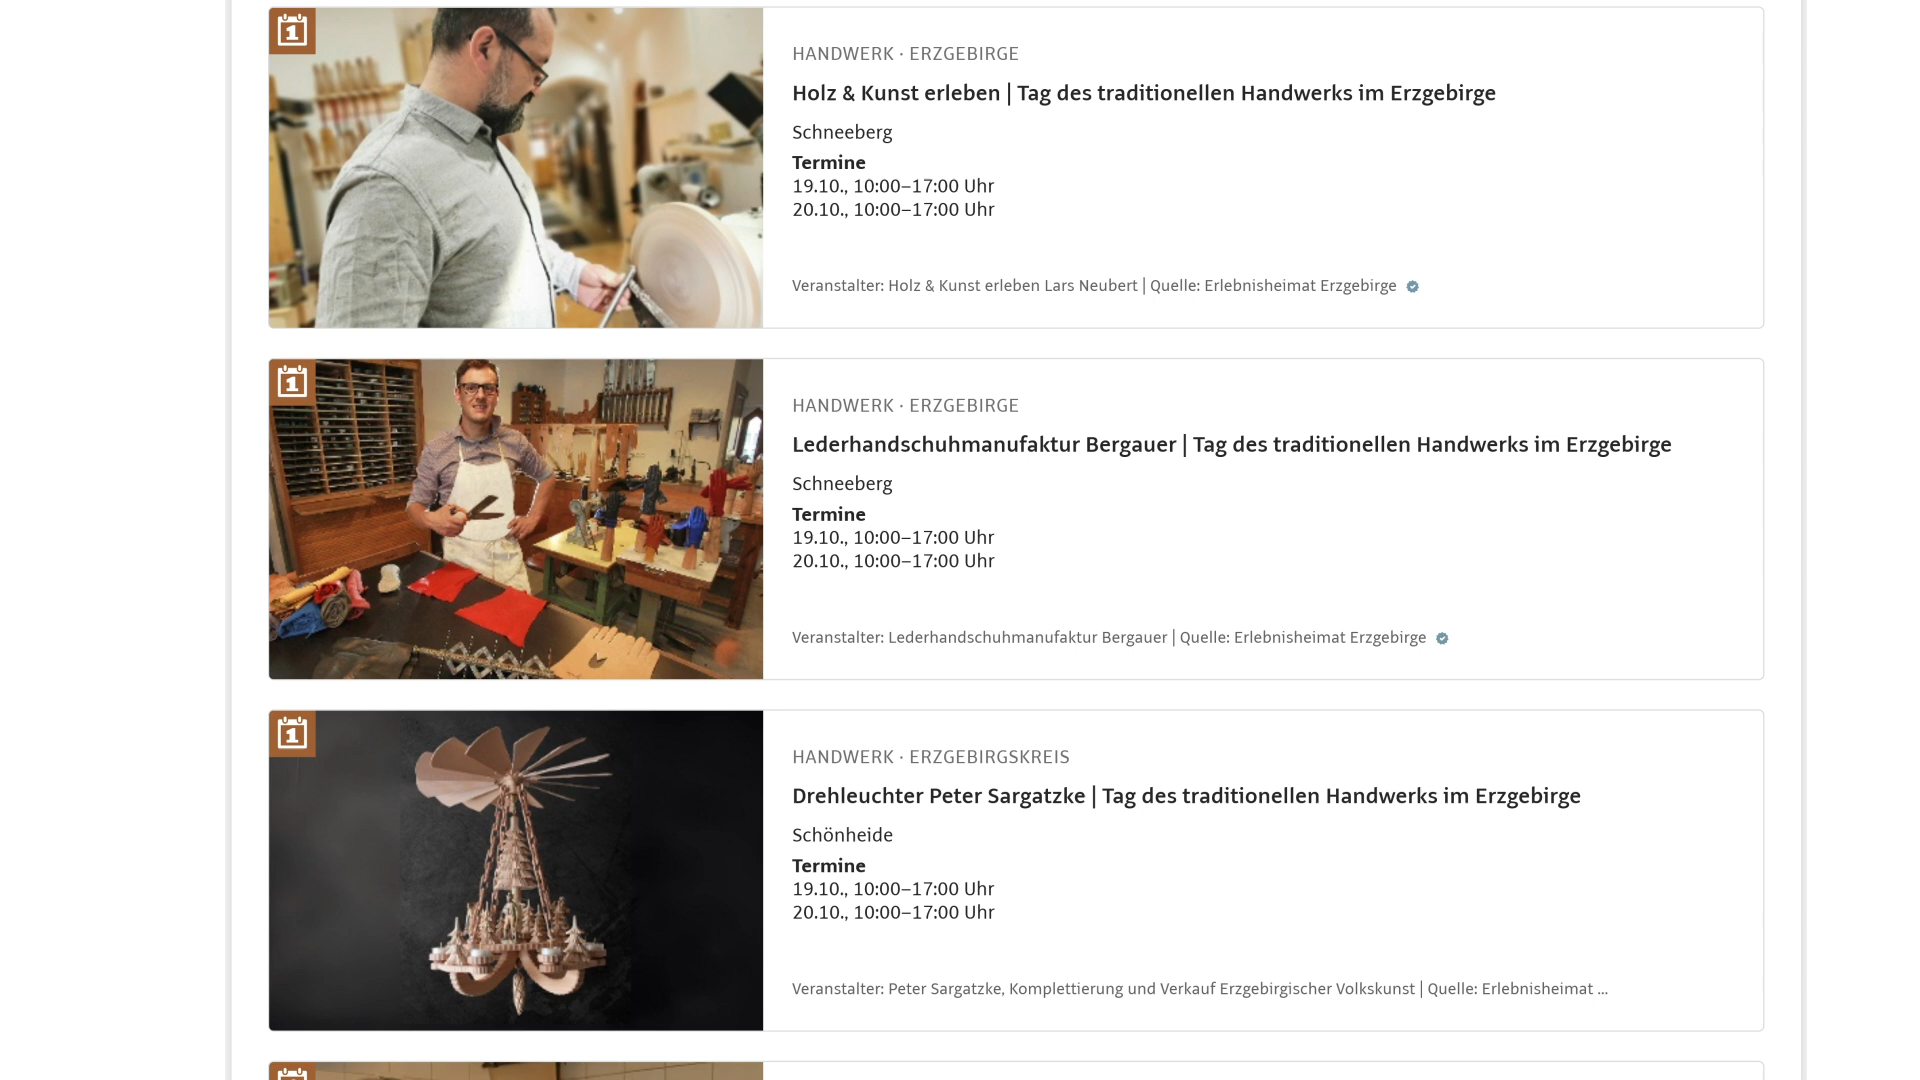 1
HANDWERK · ERZGEBIRGE
Holz & Kunst erleben | Tag des traditionellen Handwerks im Erzgebirge
Schneeberg
Termine
19.10., 10:00–17:00 Uhr
20.10., 10:00–17:00 Uhr
Veranstalter: Holz & Kunst erleben Lars Neubert | Quelle: Erlebnisheimat Erzgebirge
1
HANDWERK · ERZGEBIRGE
Lederhandschuhmanufaktur Bergauer | Tag des traditionellen Handwerks im Erzgebirge
Schneeberg
Termine
19.10., 10:00–17:00 Uhr
20.10., 10:00–17:00 Uhr
Veranstalter: Lederhandschuhmanufaktur Bergauer | Quelle: Erlebnisheimat Erzgebirge
1
HANDWERK · ERZGEBIRGSKREIS
Drehleuchter Peter Sargatzke | Tag des traditionellen Handwerks im Erzgebirge
Schönheide
Termine
19.10., 10:00–17:00 Uhr
20.10., 10:00–17:00 Uhr
Veranstalter: Peter Sargatzke, Komplettierung und Verkauf Erzgebirgischer Volkskunst | Quelle: Erlebnisheimat ...